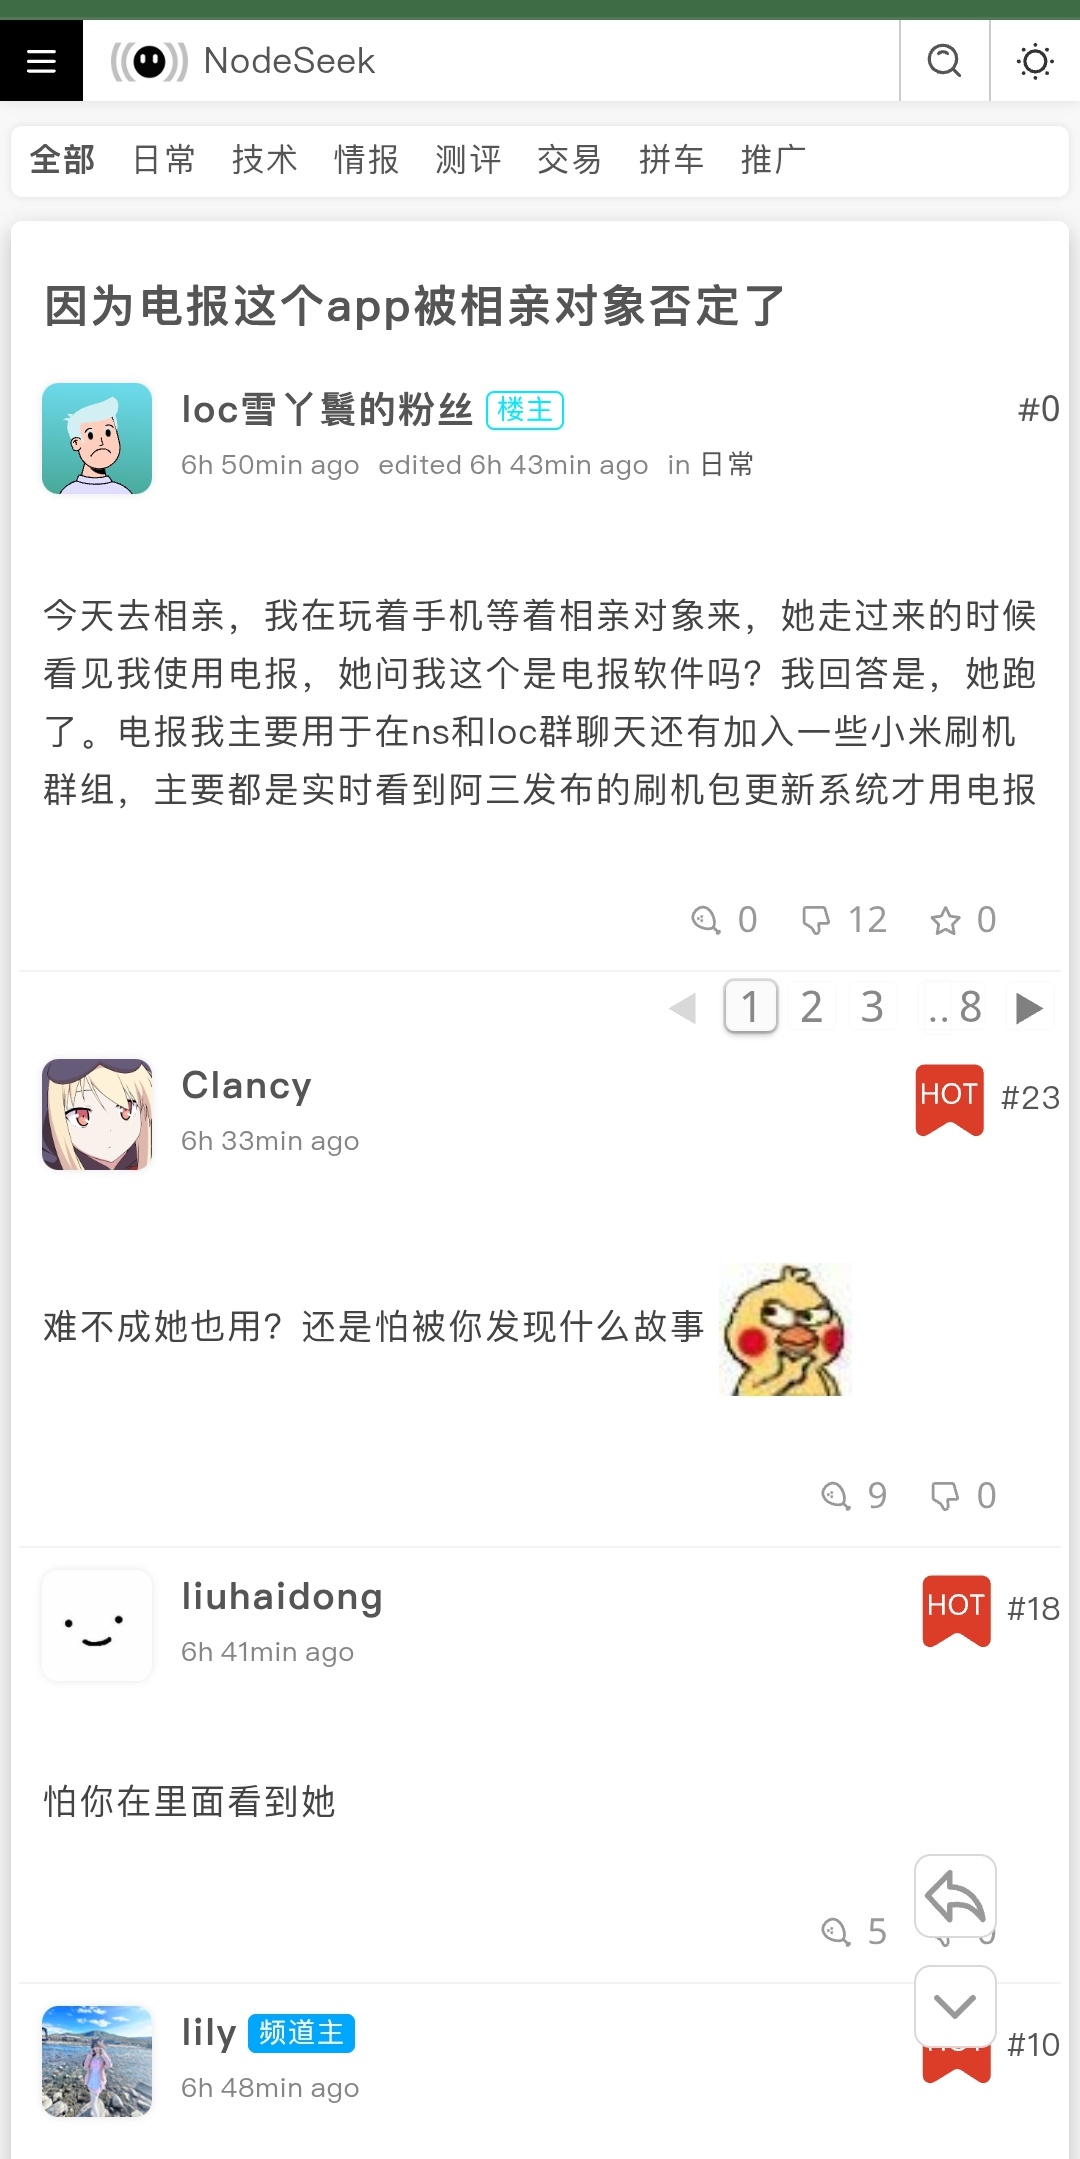 NodeSeek
全部 日常 技术 情报 测评 交易 拼车 推广
因为电报这个app被相亲对象否定了
loc雪丫鬟的粉丝 楼主 #0
6h 50min ago edited 6h 43min ago in 日常
今天去相亲，我在玩着手机等着相亲对象来，她走过来的时候
看见我使用电报，她问我这个是电报软件吗？我回答是，她跑
了。电报我主要用于在ns和loc群聊天还有加入一些小米刷机
群组，主要都是实时看到阿三发布的刷机包更新系统才用电报
0 12 0
1 2 3 ..8
Clancy HOT #23
6h 33min ago
难不成她也用？还是怕被你发现什么故事
9 0
liuhaidong HOT #18
6h 41min ago
怕你在里面看到她
5
lily 频道主 #10
6h 48min ago